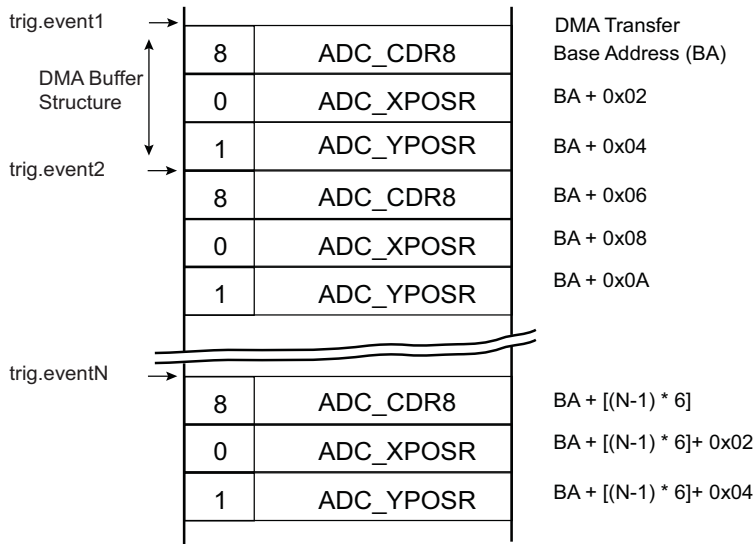 trig.event1
DMA Transfer
8 ADC_CDR8 Base Address (BA)
DMA Buffer
Structure
0 ADC_XPOSR BA + 0x02
1 ADC_YPOSR BA + 0x04
trig.event2
8 ADC_CDR8 BA + 0x06
0 ADC_XPOSR BA + 0x08
1 ADC_YPOSR BA + 0x0A
trig.eventN
8 ADC_CDR8 BA + [(N-1) * 6]
0 ADC_XPOSR BA + [(N-1) * 6]+ 0x02
1 ADC_YPOSR BA + [(N-1) * 6]+ 0x04